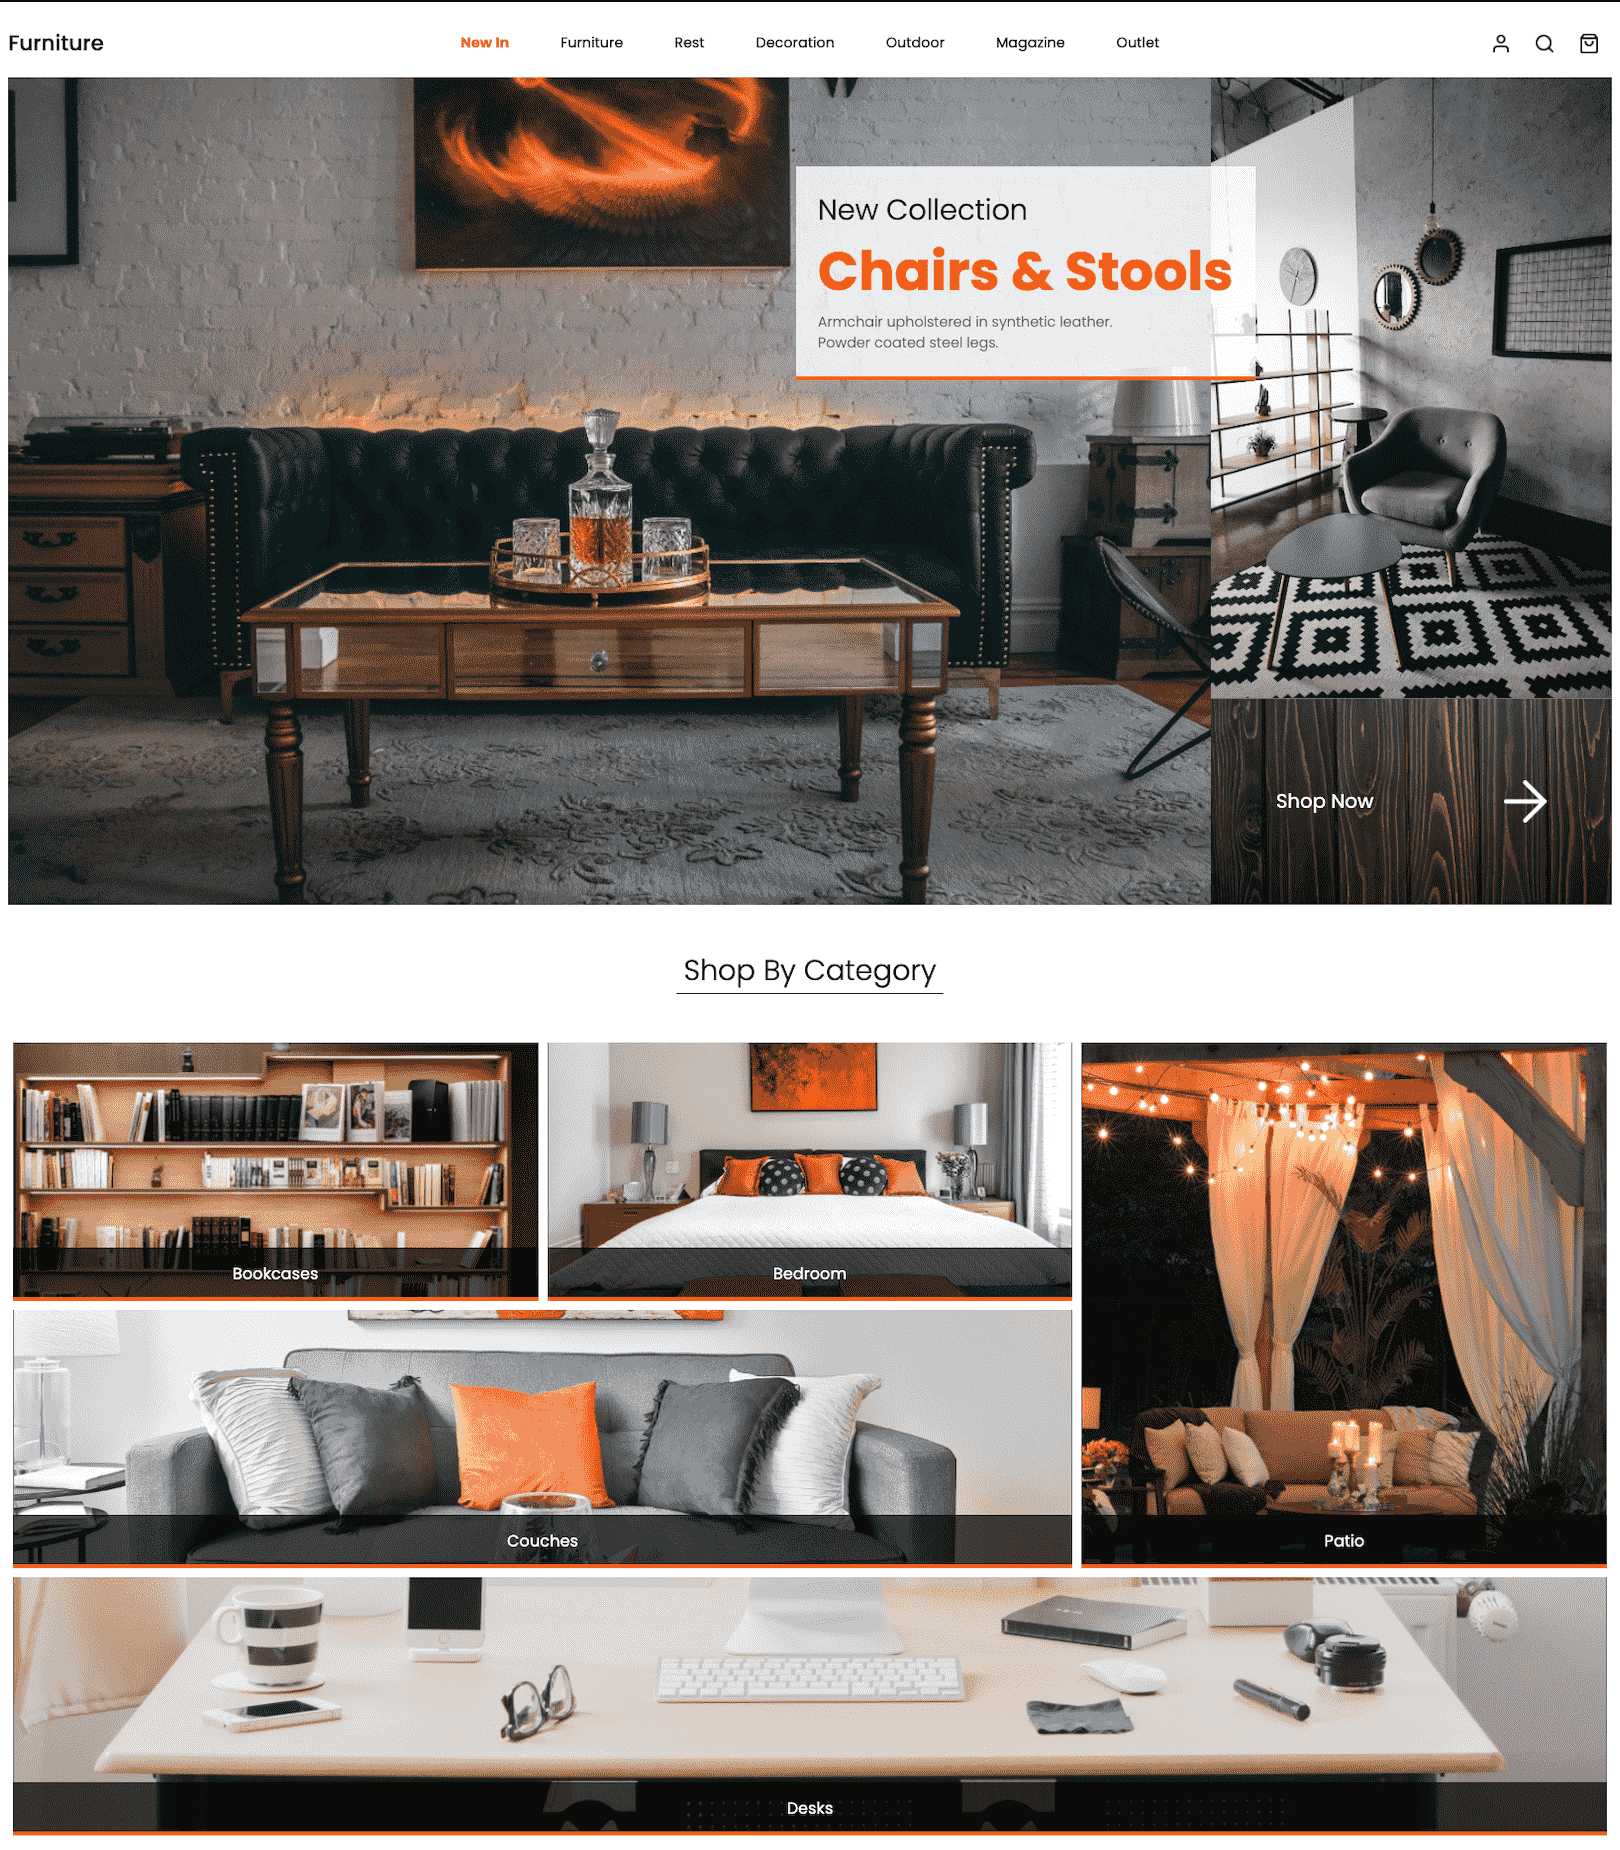 Furniture
New In
Furniture
Rest
Decoration
Outdoor
Magazine
Outlet
New Collection
Chairs & Stools
Armchair upholstered in synthetic leather.
Powder coated steel legs.
Shop Now
Shop By Category
Bookcases
Bedroom
Couches
Patio
Desks